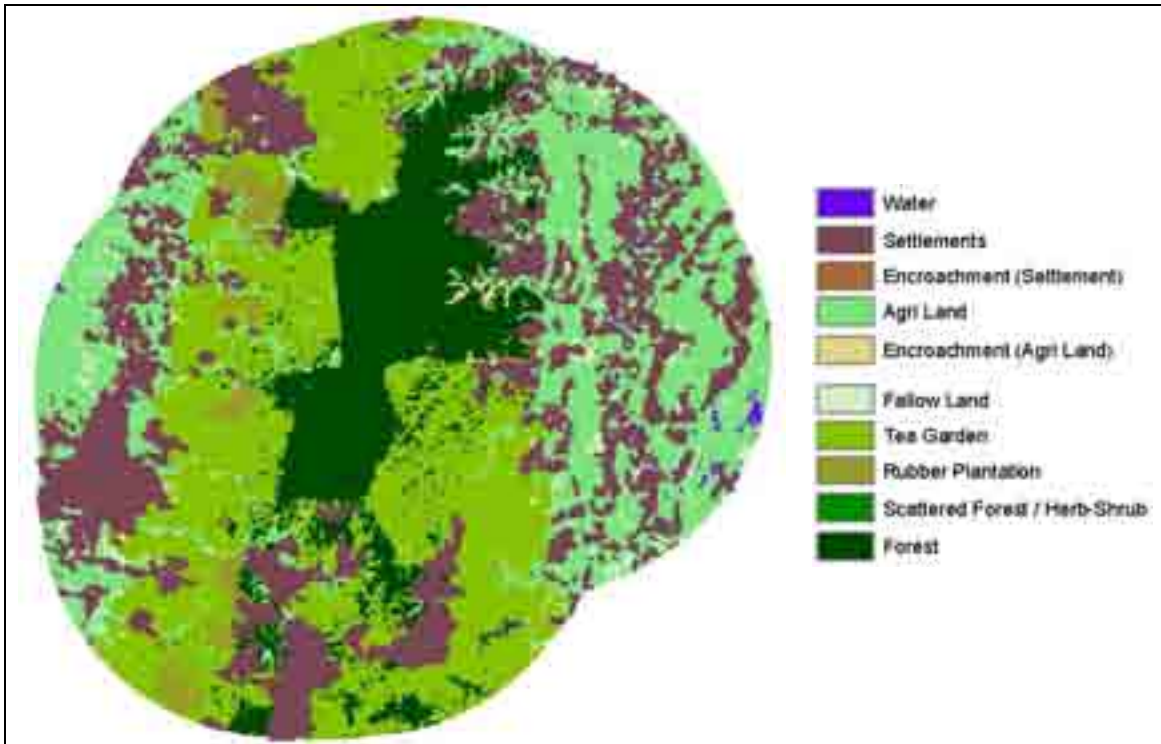 Water
Settlements
Encroachment (Settlement)
Agri Land
Encroachment (Agri Land)
Fallow Land
Tea Garden
Rubber Plantation
Scattered Forest / Herb-Shrub
Forest